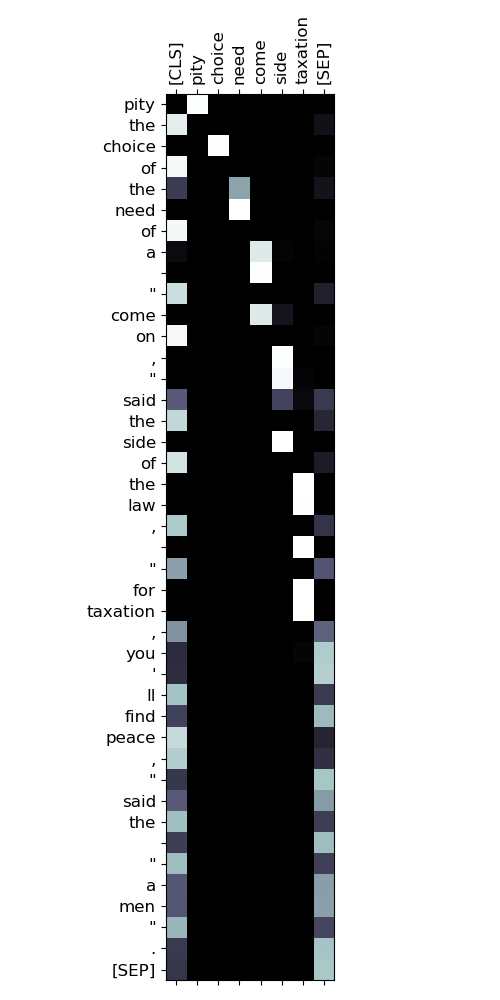 [CLS] pity choice need come side taxation [SEP]
pity
the
choice
of
the
need
of
a
"
come
on
,
"
said
the
side
of
the
law
,
"
for
taxation
,
you
'
ll
find
peace
,
"
said
the
"
a
men
"
.
[SEP]